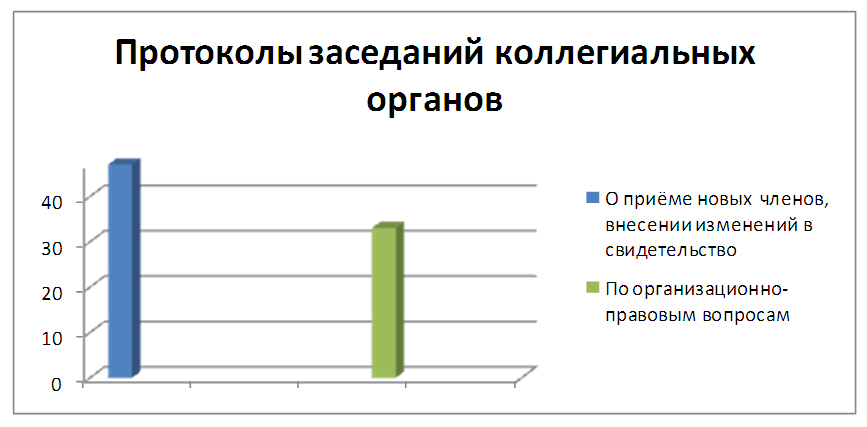 Протоколы заседаний коллегиальных
органов
40
30
20
10
0
О приёме новых членов,
внесении изменений в
свидетельство
По организационно-
правовым вопросам